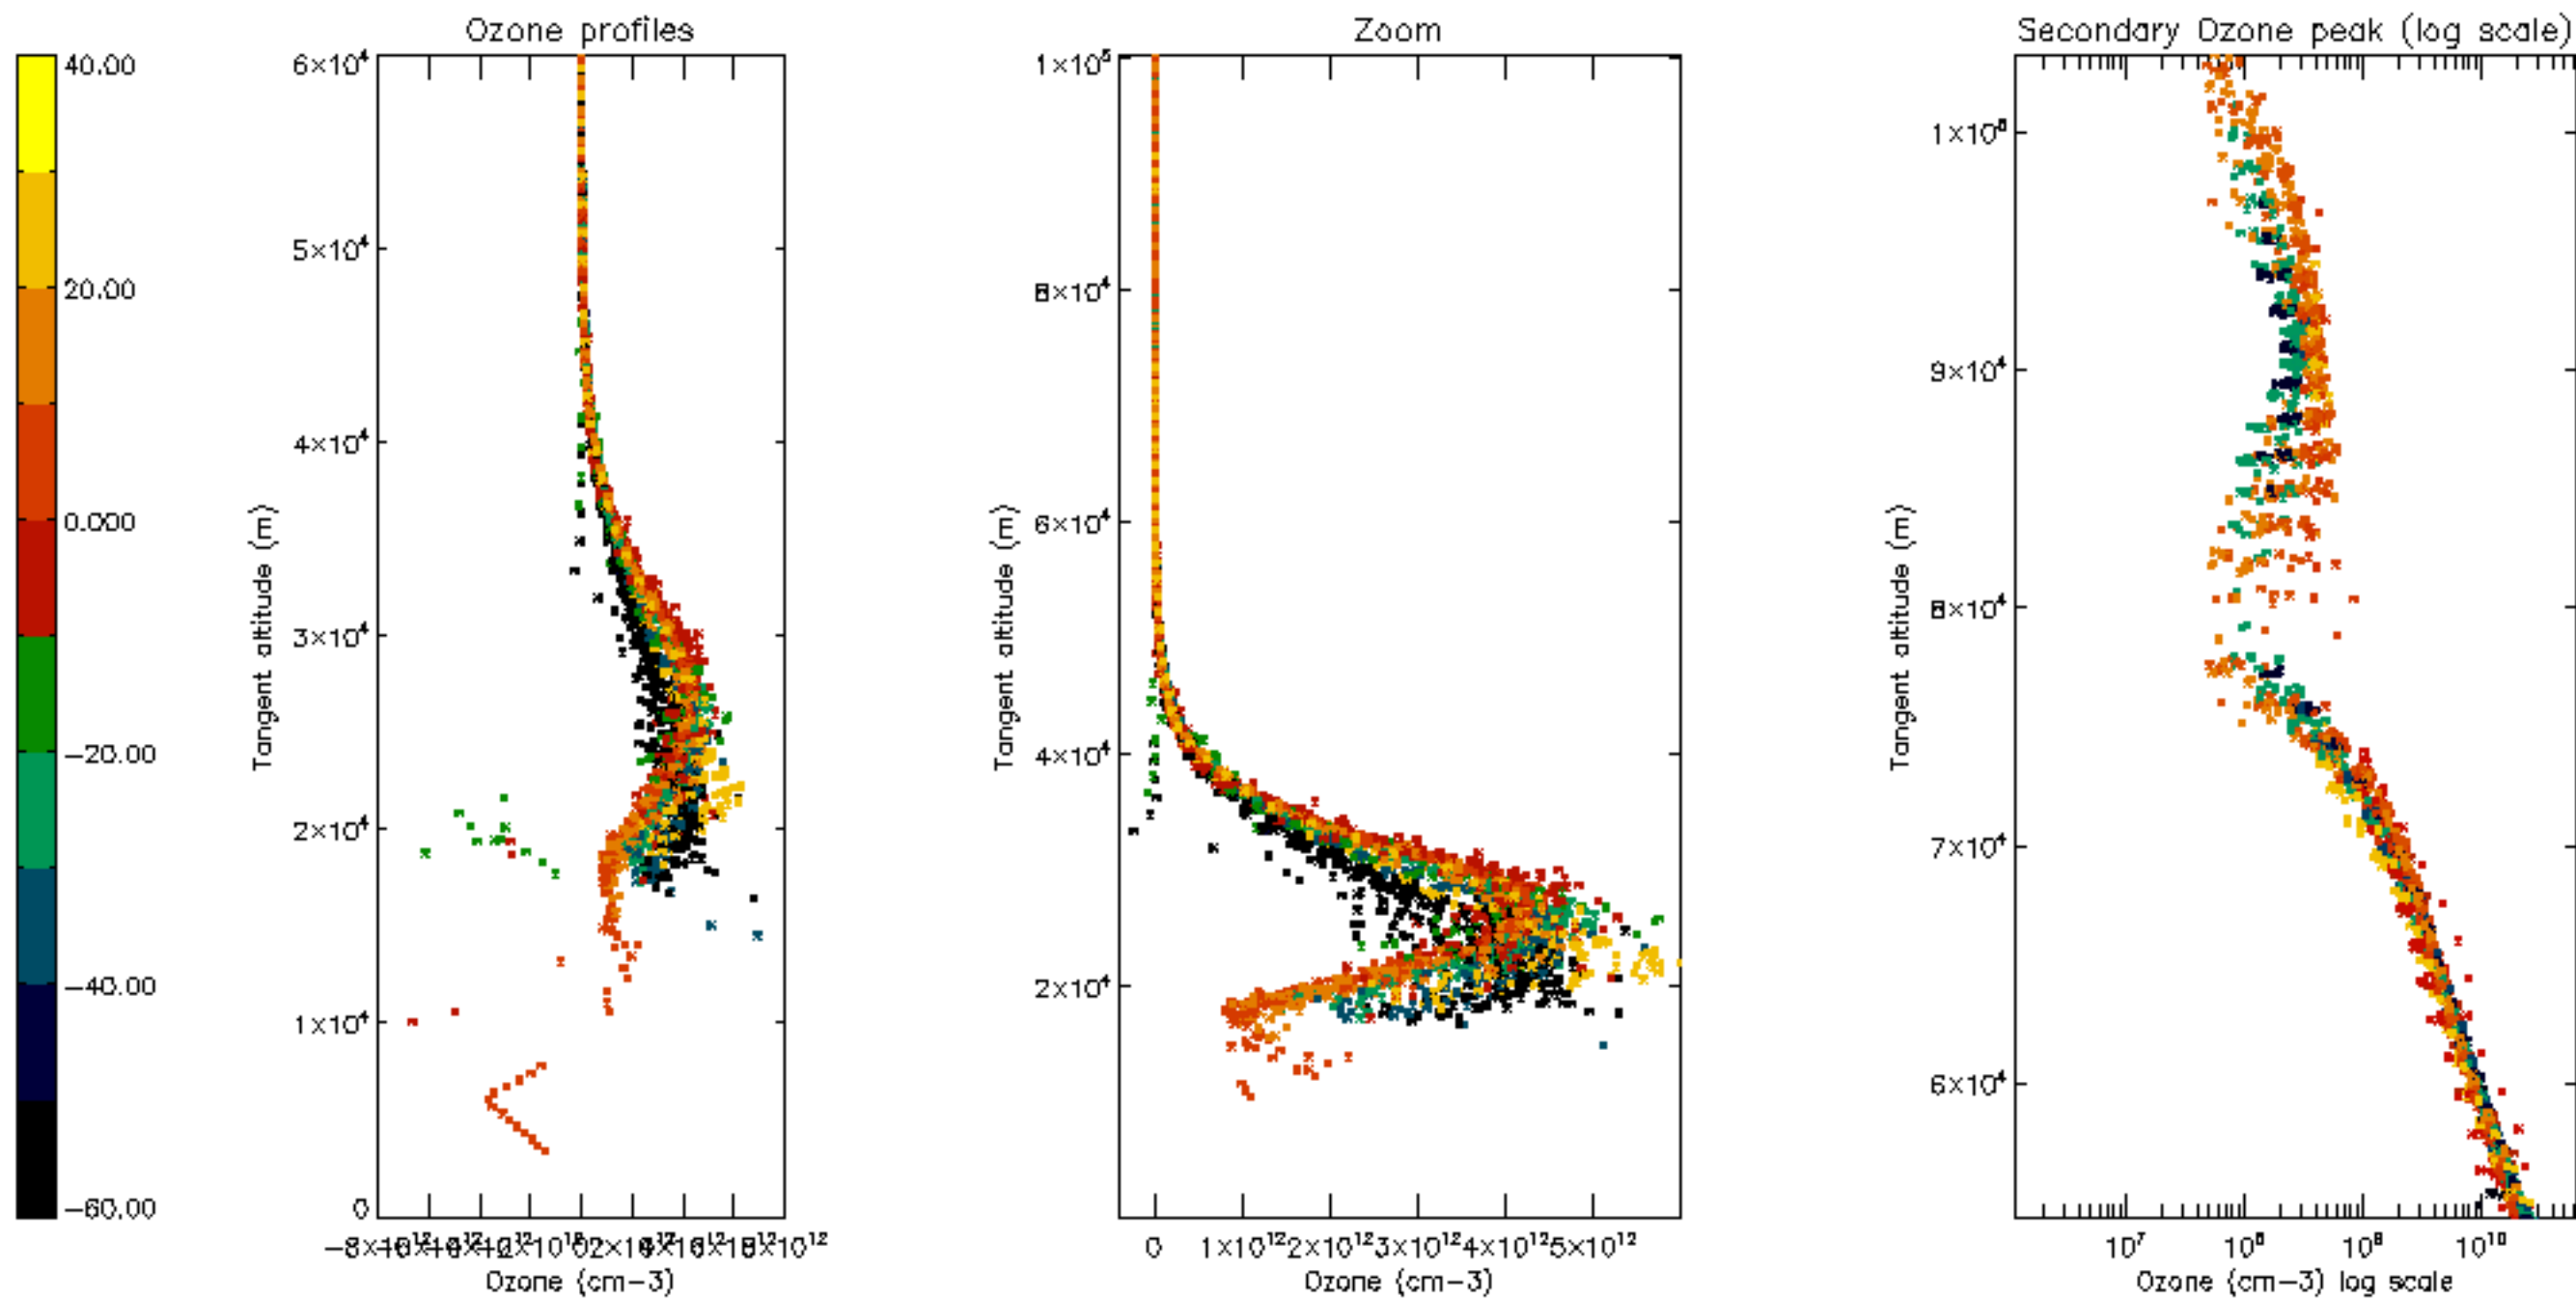 Ozone profiles
Zoom
Secondary Ozone peak (log scale)
40.00
20.00
0.000
−20.00
−40.00
−60.00
6×10⁴
5×10⁴
4×10⁴
3×10⁴
2×10⁴
1×10⁴
0
Tangent altitude (m)
Ozone (cm−3)
1×10⁵
8×10⁴
6×10⁴
4×10⁴
2×10⁴
Tangent altitude (m)
0 1×10¹² 2×10¹² 3×10¹² 4×10¹² 5×10¹²
Ozone (cm−3)
9×10⁴
8×10⁴
7×10⁴
6×10⁴
Tangent altitude (m)
10⁷ 10⁸ 10⁹ 10¹⁰
Ozone (cm−3) log scale